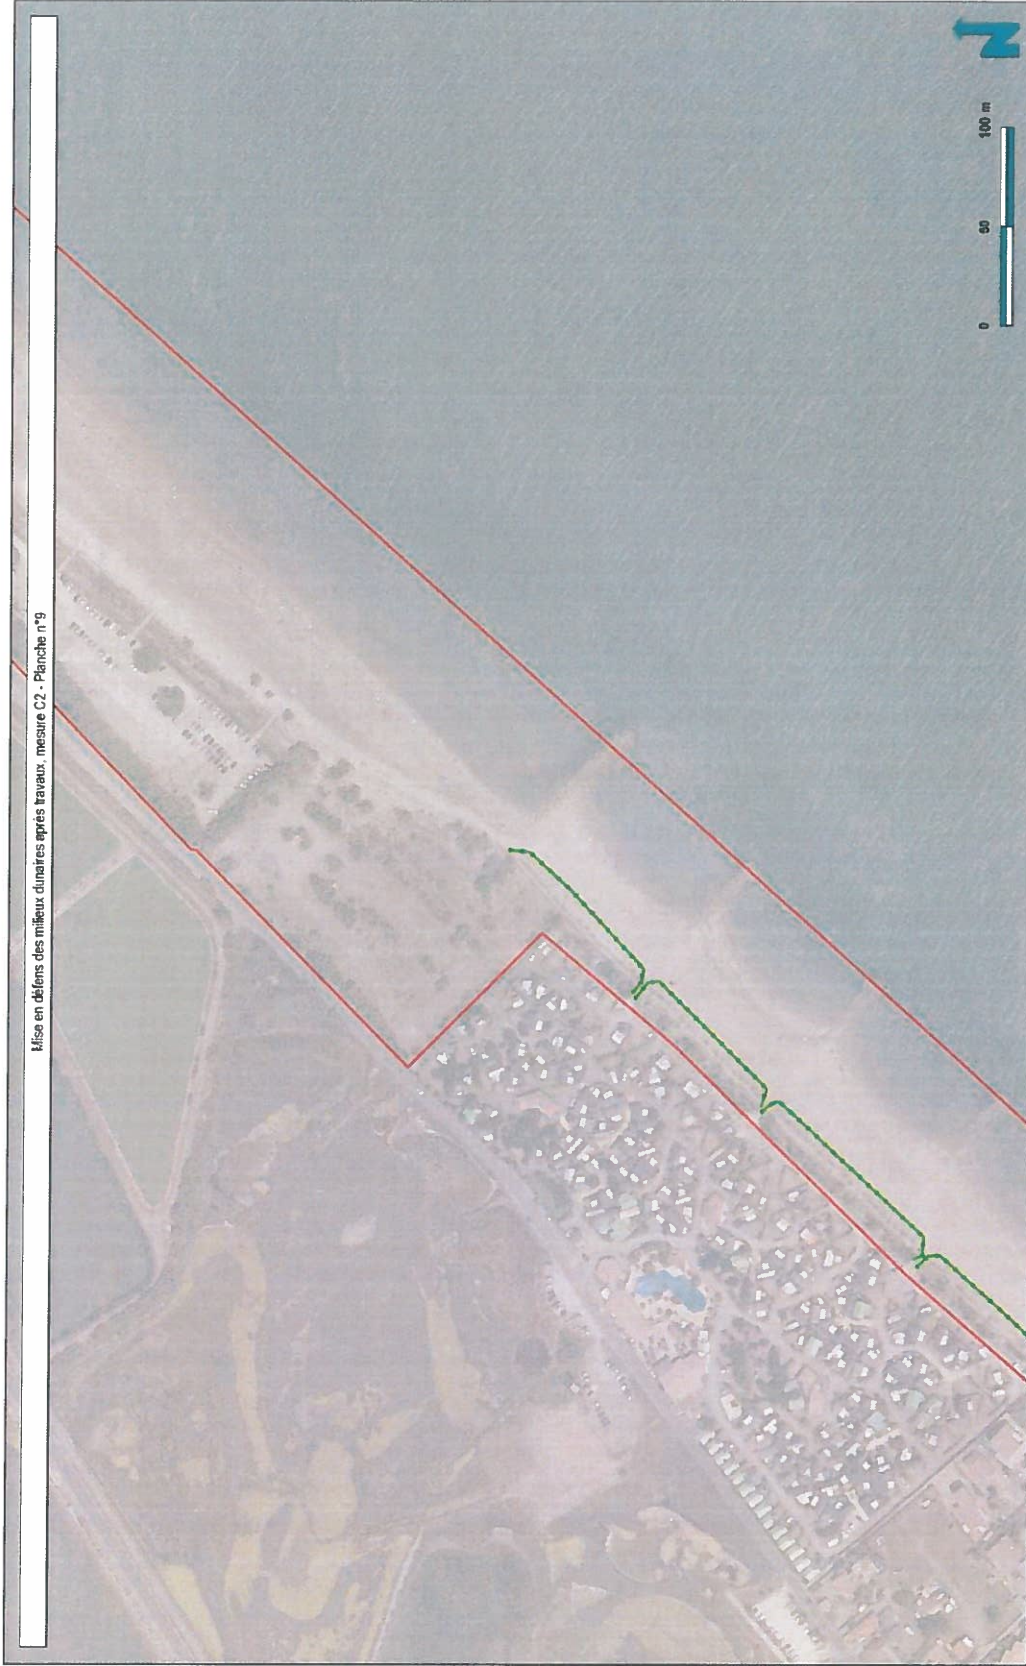 Mise en défens des milieux dunaires après travaux, mesure C2 - Planche n°9
N
0 50 100 m